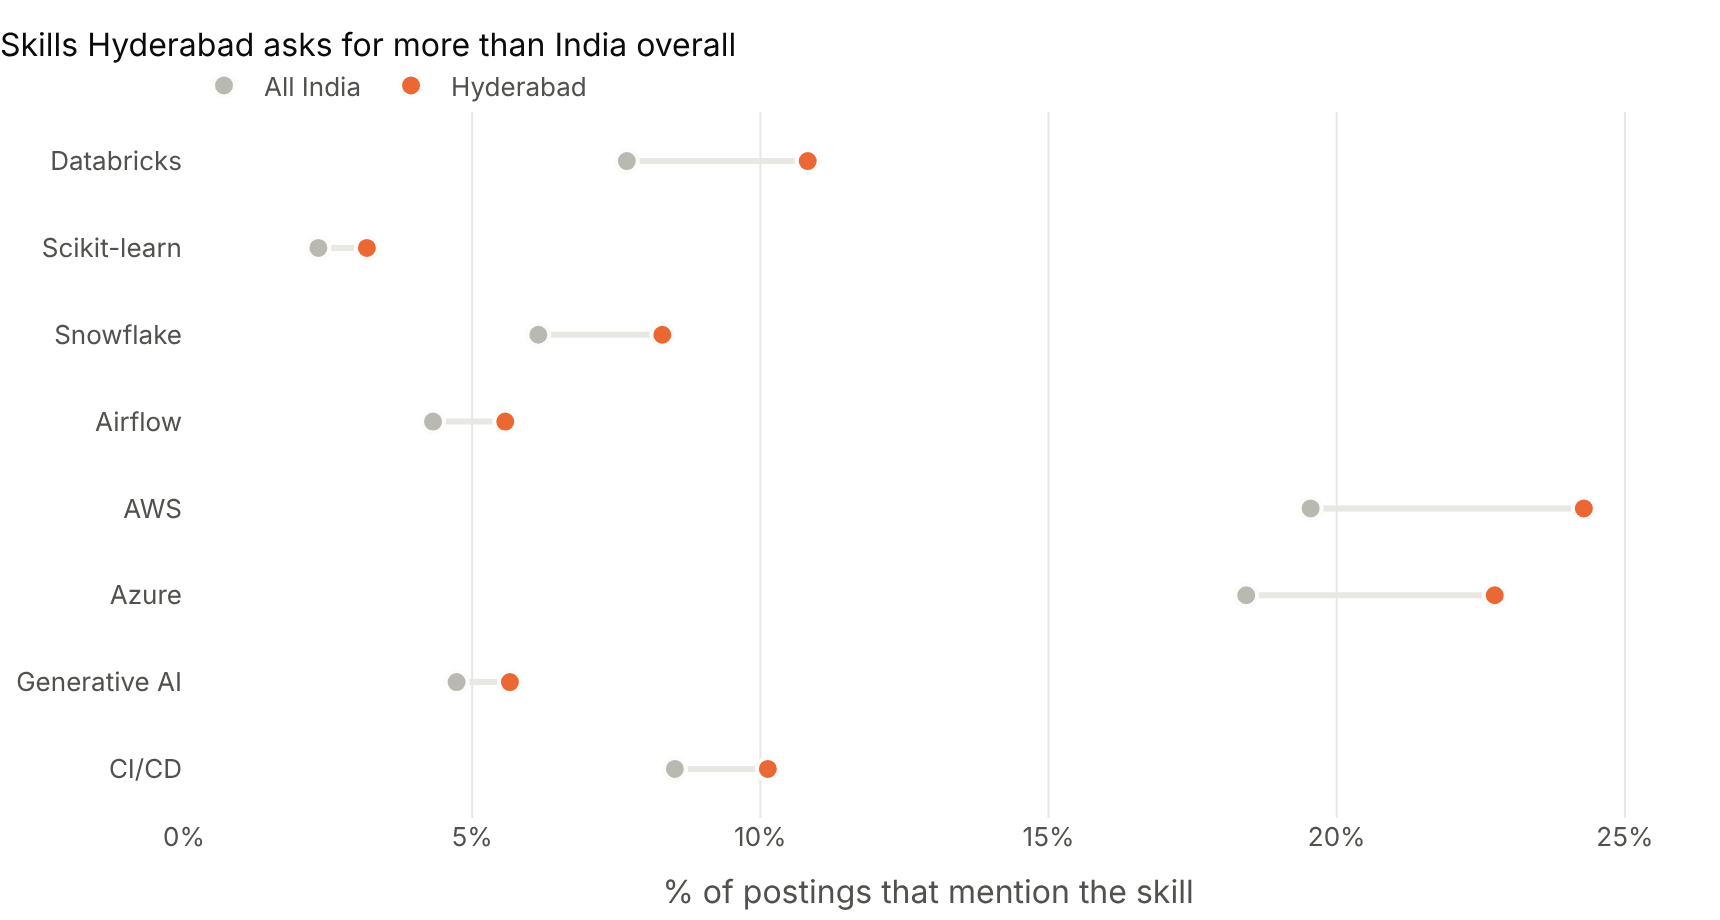 Skills Hyderabad asks for more than India overall
All India Hyderabad
Databricks
Scikit-learn
Snowflake
Airflow
AWS
Azure
Generative AI
CI/CD
0% 5% 10% 15% 20% 25%
% of postings that mention the skill